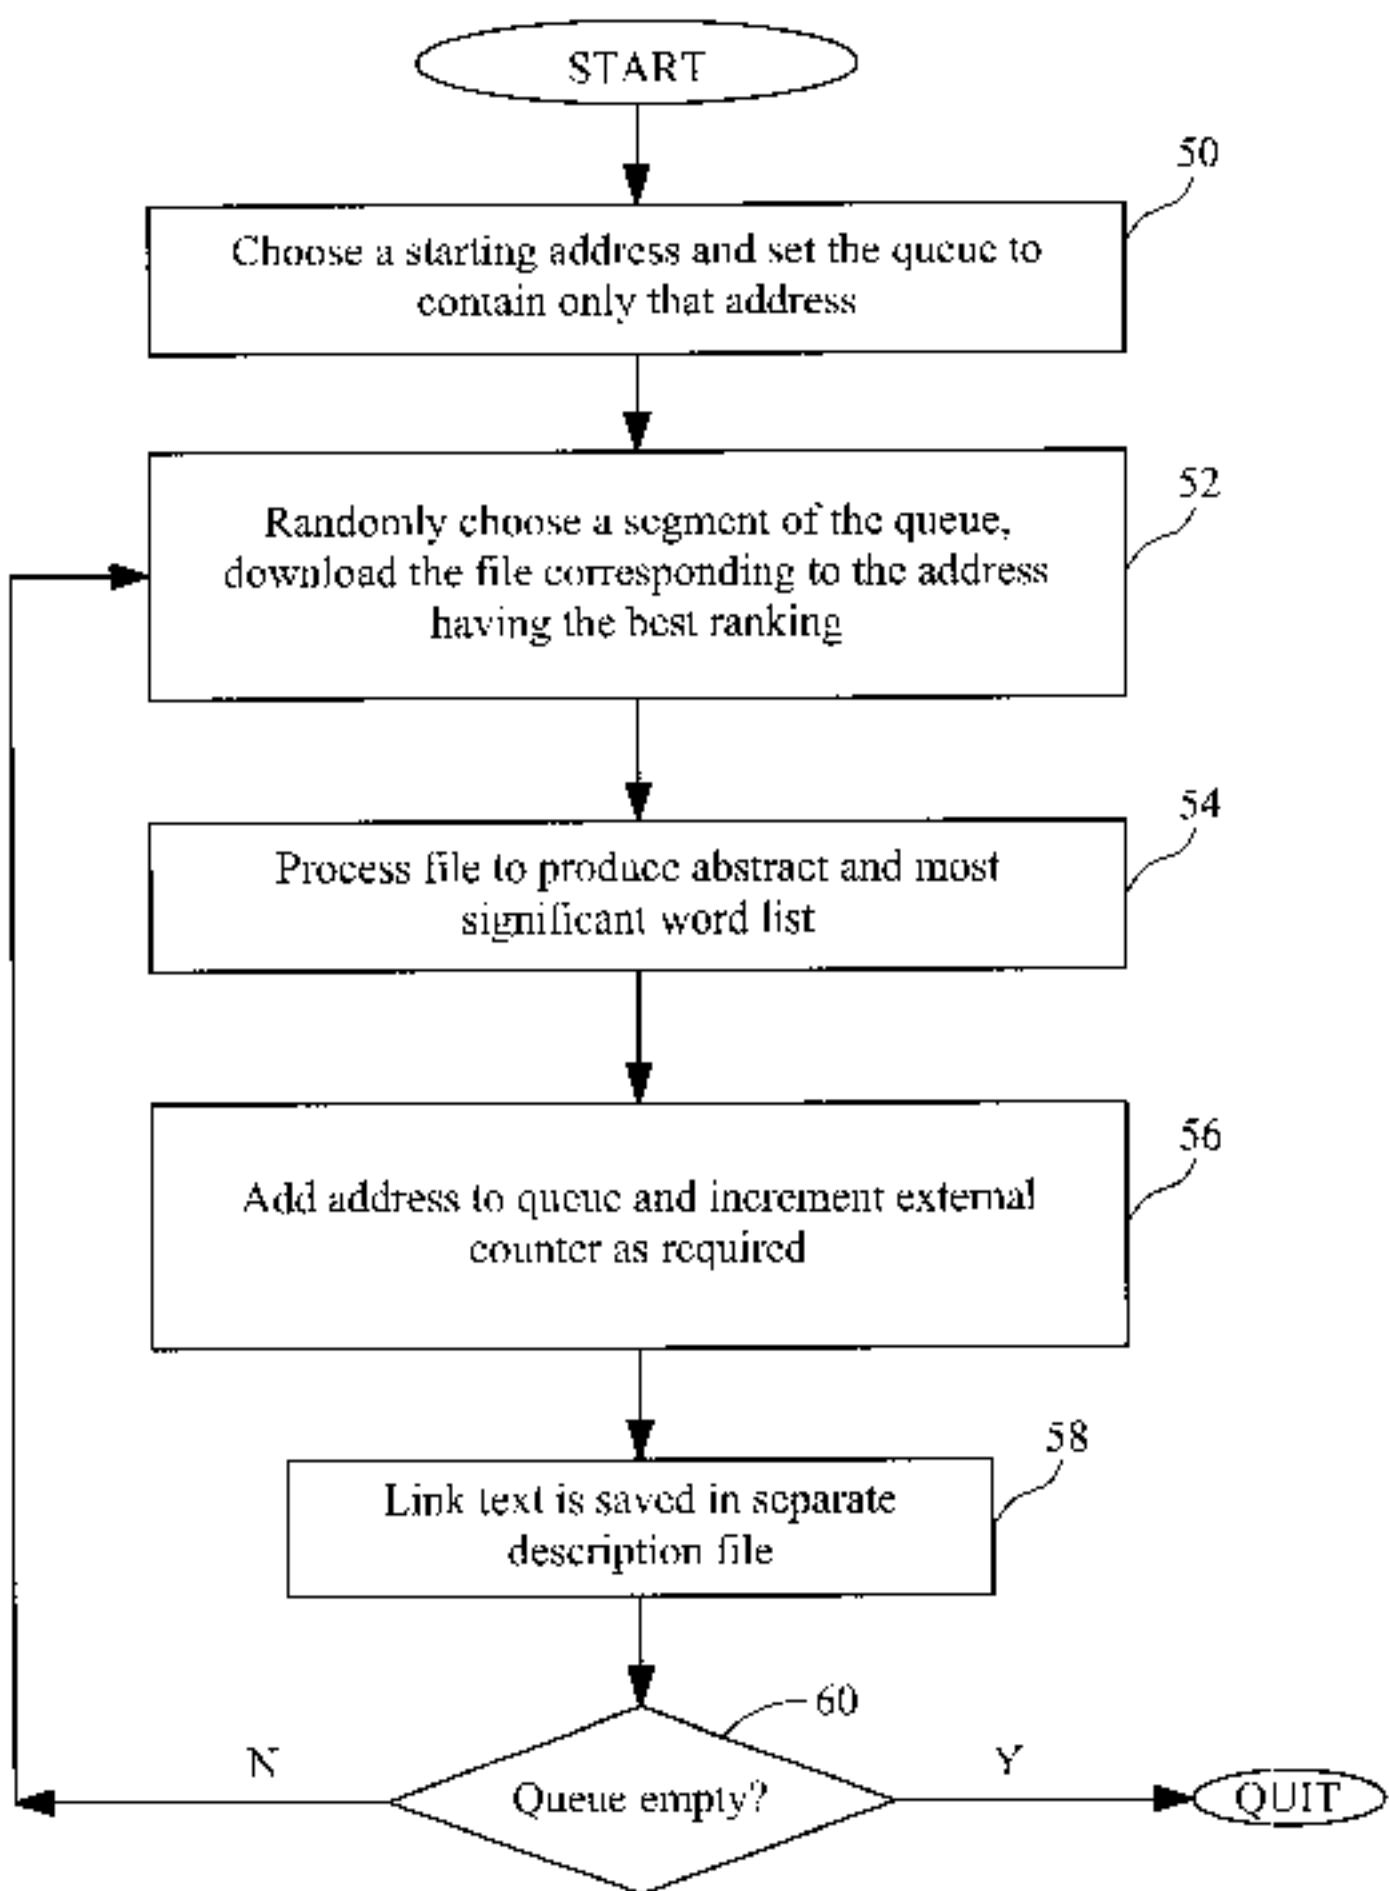 START
50
Choose a starting address and set the queue to
contain only that address
52
Randomly choose a segment of the queue,
download the file corresponding to the address
having the best ranking
54
Process file to produce abstract and most
significant word list
56
Add address to queue and increment external
counter as required
58
Link text is saved in separate
description file
60
N
Queue empty?
Y
QUIT